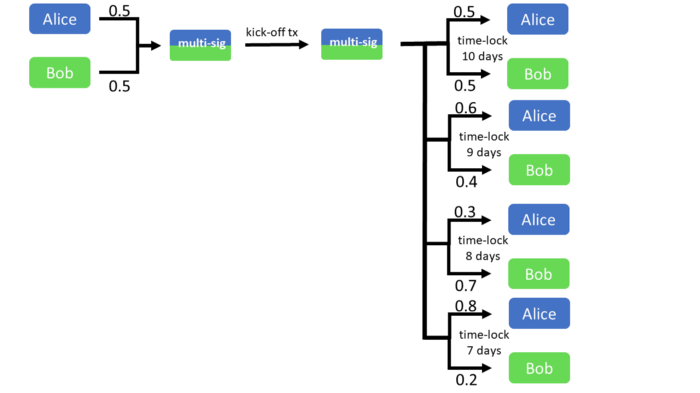 Alice
0.5
Bob
0.5
multi-sig
kick-off tx
multi-sig
0.5
Alice
time-lock
10 days
0.5
Bob
0.6
Alice
time-lock
9 days
0.4
Bob
0.3
Alice
time-lock
8 days
0.7
Bob
0.8
Alice
time-lock
7 days
0.2
Bob